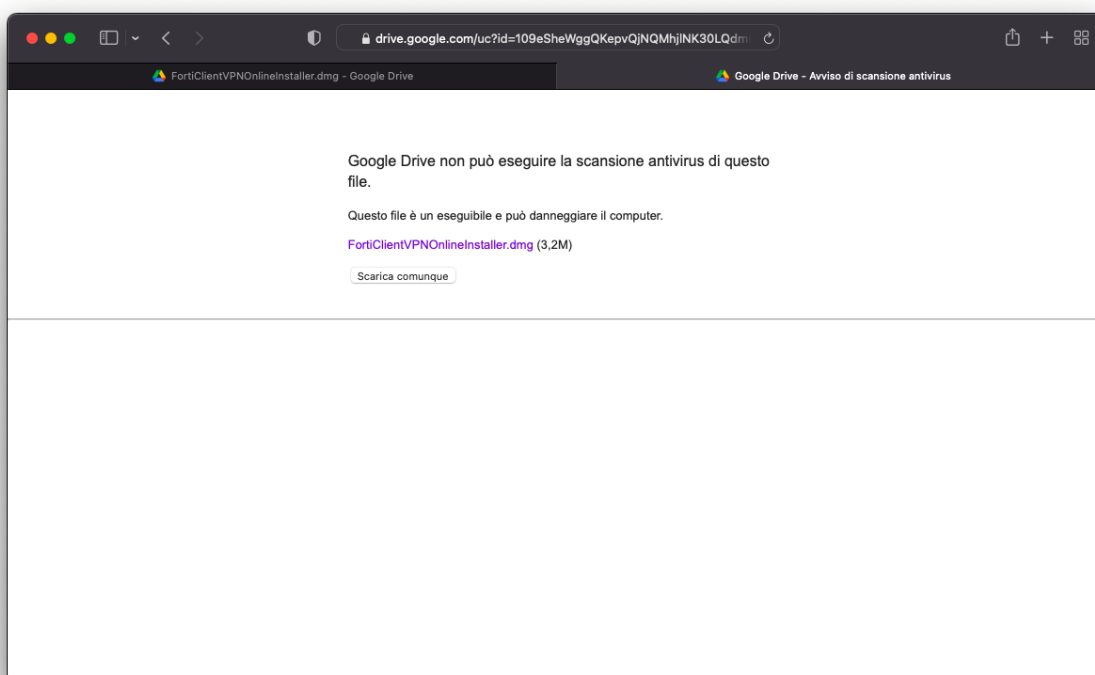 drive.google.com/uc?id=109eSheWggQKepvQjNQMhjlNK30LQdm
FortiClientVPNOnlineInstaller.dmg - Google Drive
Google Drive - Avviso di scansione antivirus
Google Drive non può eseguire la scansione antivirus di questo
file.
Questo file è un eseguibile e può danneggiare il computer.
FortiClientVPNOnlineInstaller.dmg (3,2M)
Scarica comunque